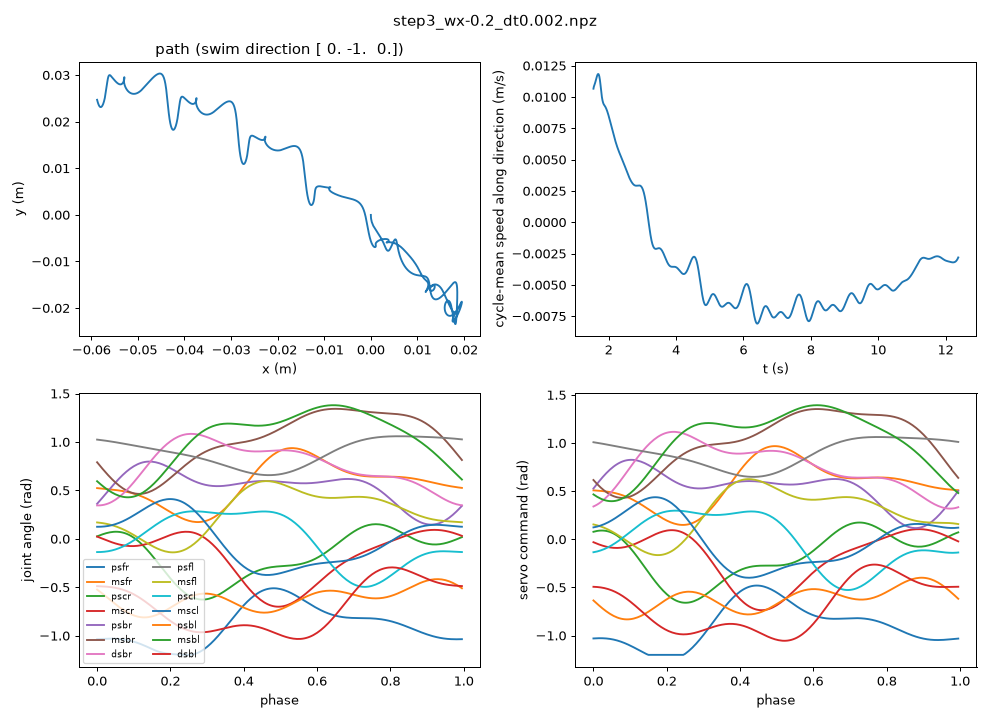 step3_wx-0.2_dt0.002.npz
path (swim direction [ 0. -1.  0.])
y (m)
0.03
0.02
0.01
0.00
−0.01
−0.02
−0.06 −0.05 −0.04 −0.03 −0.02 −0.01 0.00 0.01 0.02
x (m)
cycle-mean speed along direction (m/s)
0.0125
0.0100
0.0075
0.0050
0.0025
0.0000
−0.0025
−0.0050
−0.0075
2 4 6 8 10 12
t (s)
joint angle (rad)
1.5
1.0
0.5
0.0
−0.5
−1.0
psfr psfl
msfr msfl
pscr pscl
mscr mscl
psbr psbl
msbr msbl
dsbr dsbl
0.0 0.2 0.4 0.6 0.8 1.0
phase
servo command (rad)
1.5
1.0
0.5
0.0
−0.5
−1.0
0.0 0.2 0.4 0.6 0.8 1.0
phase